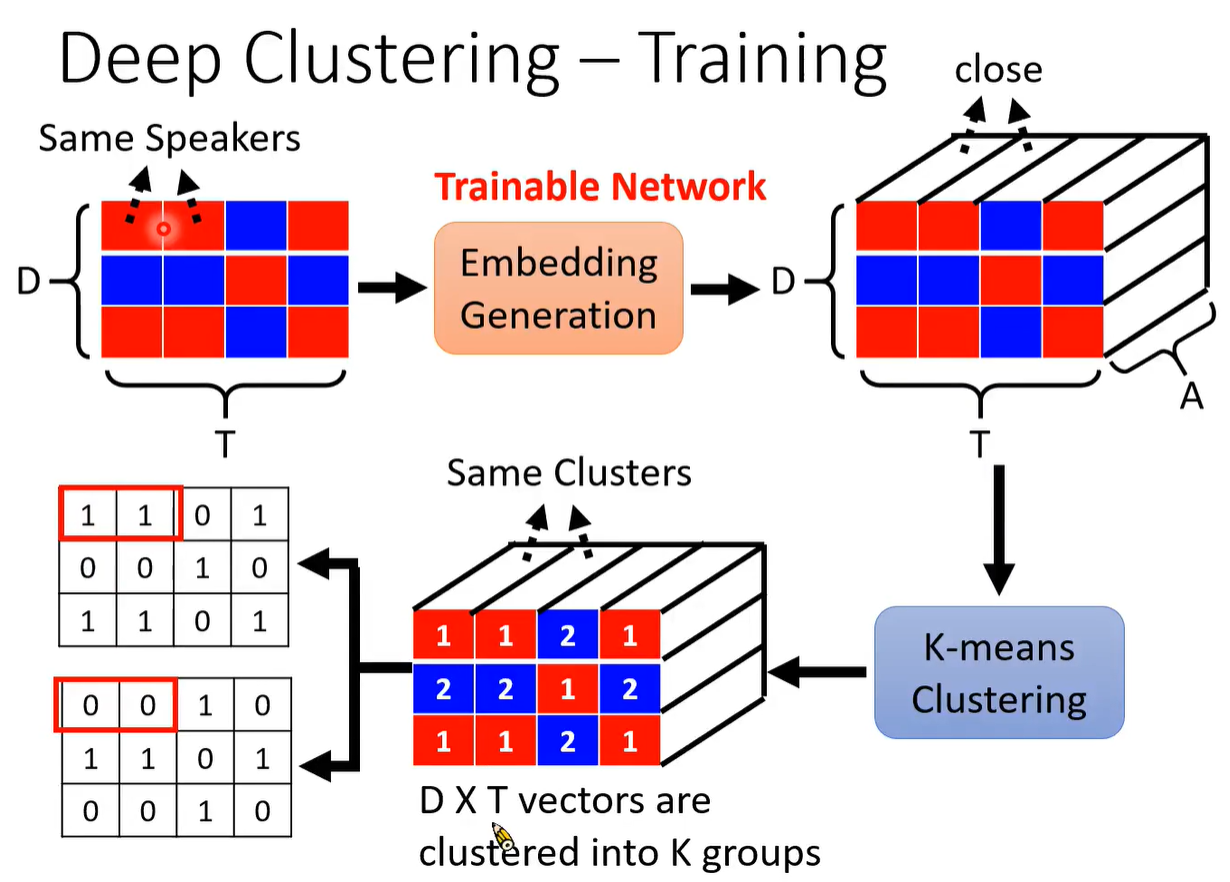 Deep Clustering – Training
close
Same Speakers
Trainable Network
D
Embedding
Generation
D
A
T
T
Same Clusters
1 1 0 1
0 0 1 0
1 1 0 1
1 1 2 1
2 2 1 2
1 1 2 1
K-means
Clustering
0 0 1 0
1 1 0 1
0 0 1 0
D X T vectors are
clustered into K groups